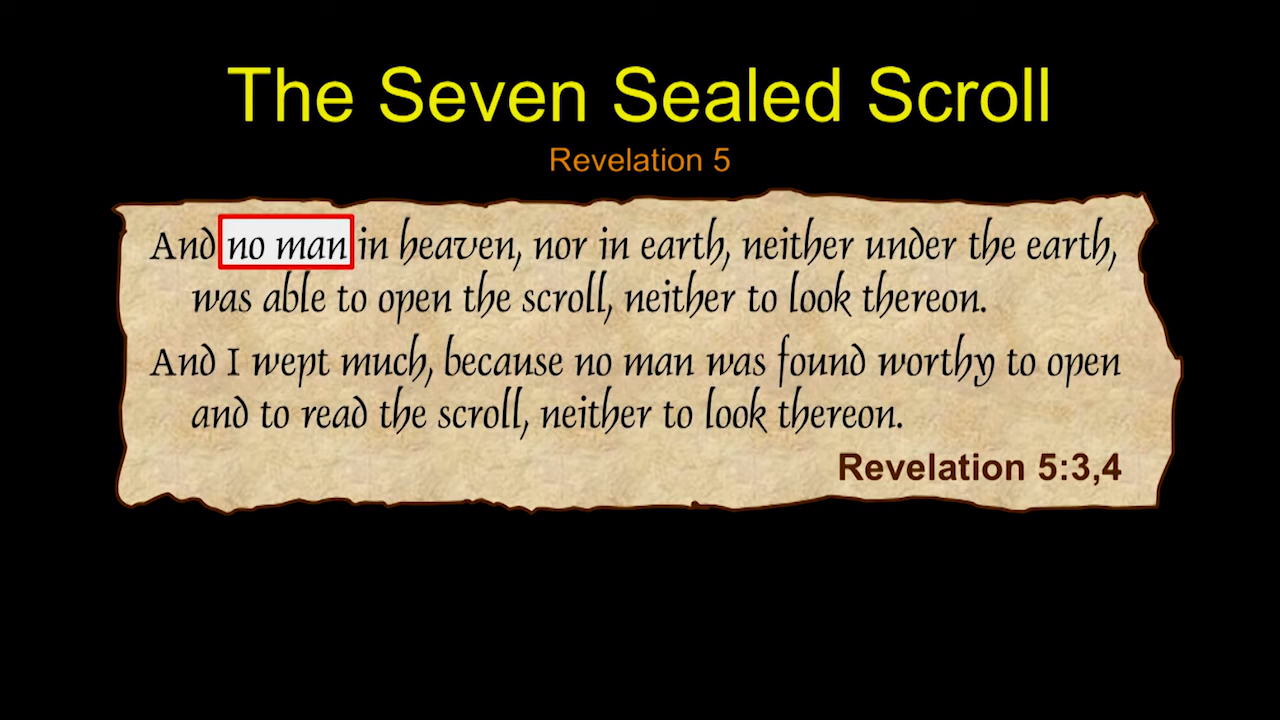 The Seven Sealed Scroll
Revelation 5
And no man in heaven, nor in earth, neither under the earth,
was able to open the scroll, neither to look thereon.
And I wept much, because no man was found worthy to open
and to read the scroll, neither to look thereon.
Revelation 5:3,4